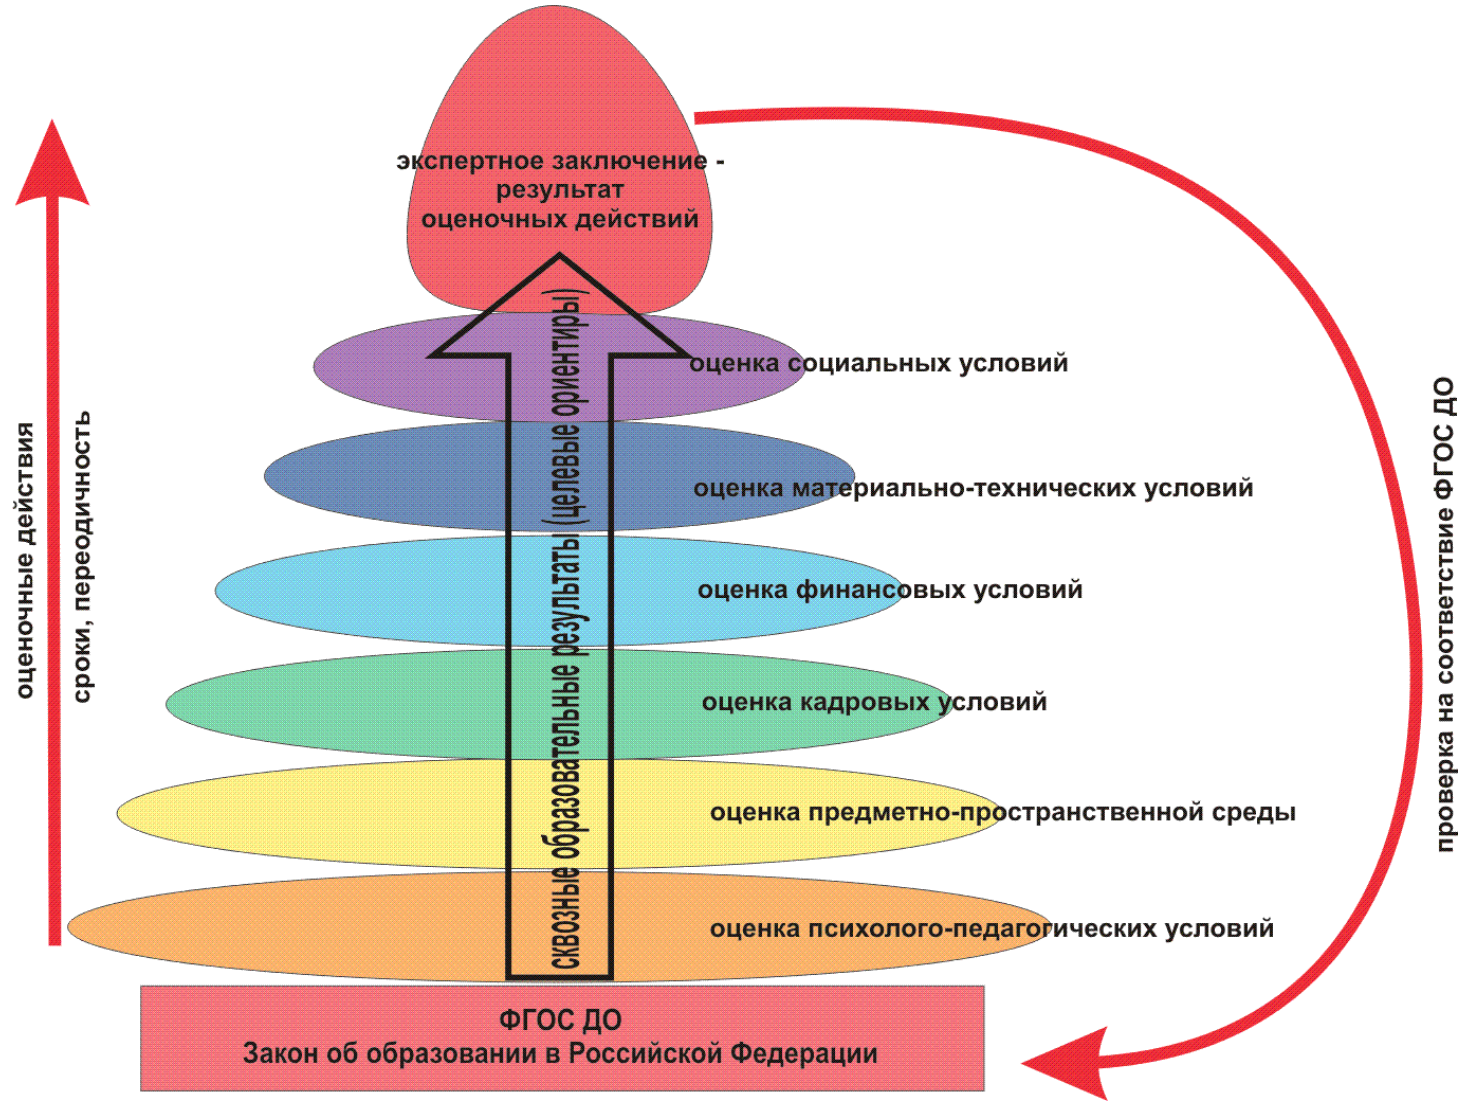 экспертное заключение -
результат
оценочных действий
оценка социальных условий
оценка материально-технических условий
оценка финансовых условий
оценка кадровых условий
оценка предметно-пространственной среды
оценка психолого-педагогических условий
сквозные образовательные результаты (целевые ориентиры)
ФГОС ДО
Закон об образовании в Российской Федерации
оценочные действия
сроки, переодичность
проверка на соответствие ФГОС ДО